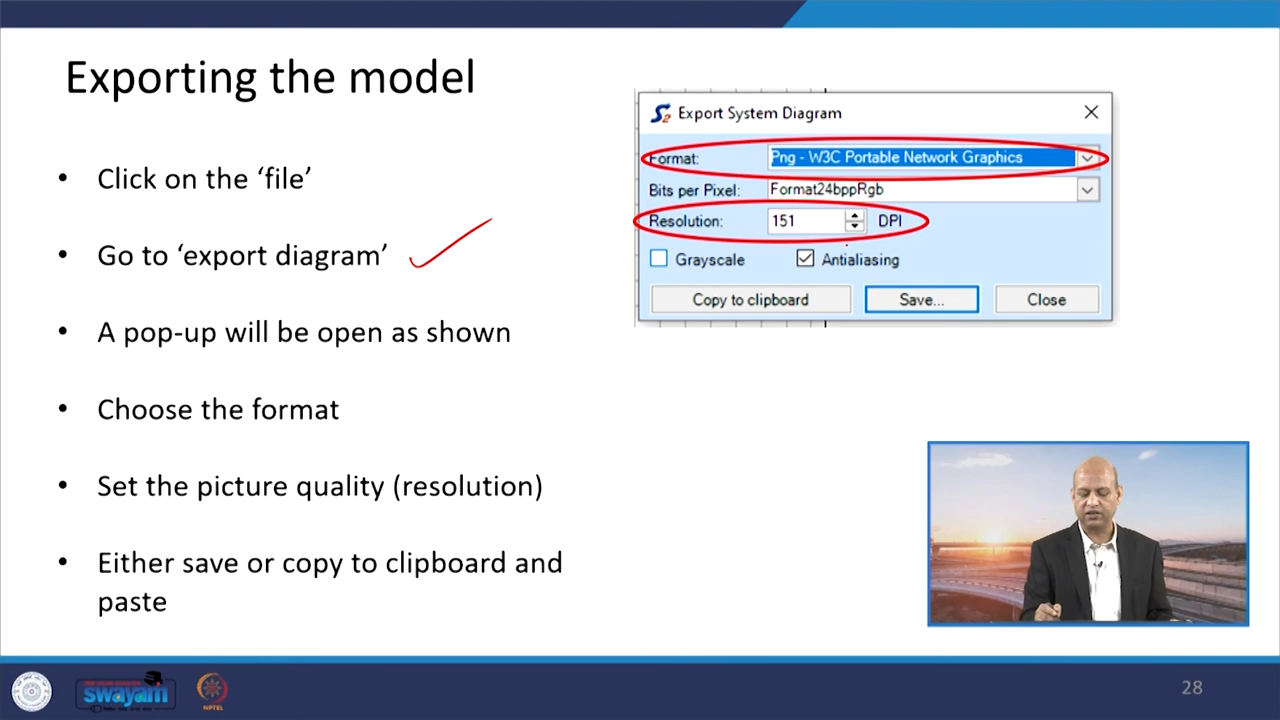 Exporting the model
• Click on the ‘file’
• Go to ‘export diagram’
• A pop-up will be open as shown
• Choose the format
• Set the picture quality (resolution)
• Either save or copy to clipboard and
paste
Export System Diagram
Format: Png - W3C Portable Network Graphics
Bits per Pixel: Format24bppRgb
Resolution: 151 DPI
Grayscale Antialiasing
Copy to clipboard Save... Close
swayam
NPTEL
28